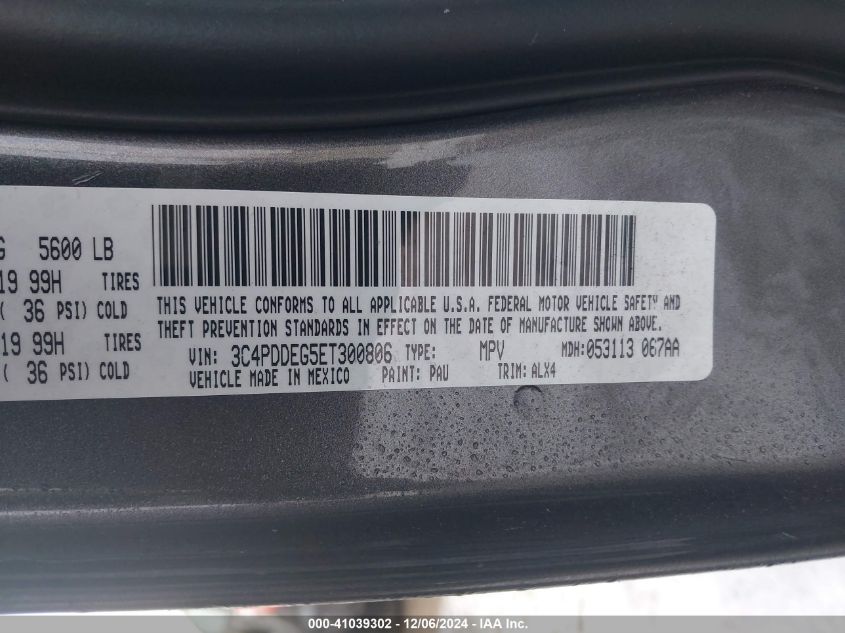 G 5600 LB
19 99H TIRES
( 36 PSI) COLD
19 99H TIRES
( 36 PSI) COLD
THIS VEHICLE CONFORMS TO ALL APPLICABLE U.S.A. FEDERAL MOTOR VEHICLE SAFETY AND
THEFT PREVENTION STANDARDS IN EFFECT ON THE DATE OF MANUFACTURE SHOWN ABOVE.
VIN: 3C4PDDEG5ET300806 TYPE: MPV MDH:053113 067AA
VEHICLE MADE IN MEXICO PAINT: PAU TRIM: ALX4
000-41039302 - 12/06/2024 - IAA Inc.